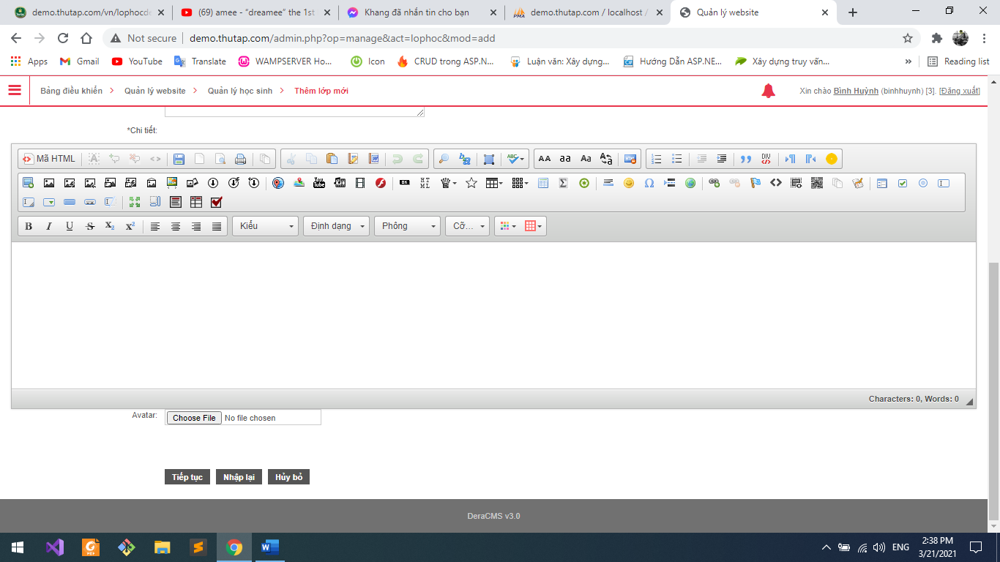 demo.thutap.com/vn/lophocde
(69) amee - “dreamee” the 1st
Khang đã nhắn tin cho bạn
demo.thutap.com / localhost /
Quản lý website
Not secure
demo.thutap.com/admin.php?op=manage&act=lophoc&mod=add
Apps
Gmail
YouTube
Translate
WAMPSERVER Ho...
Icon
CRUD trong ASP.N...
Luận văn: Xây dựng...
Hướng Dẫn ASP.NE...
Xây dựng truy vấn...
Reading list
Bảng điều khiển
Quản lý website
Quản lý học sinh
Thêm lớp mới
Xin chào Bình Huỳnh (binhhuynh) [3]. [Đăng xuất]
*Chi tiết:
Mã HTML
Kiểu
Định dạng
Phông
Cỡ...
Characters: 0, Words: 0
Avatar:
Choose File No file chosen
Tiếp tục
Nhập lại
Hủy bỏ
DeraCMS v3.0
ENG
2:38 PM
3/21/2021